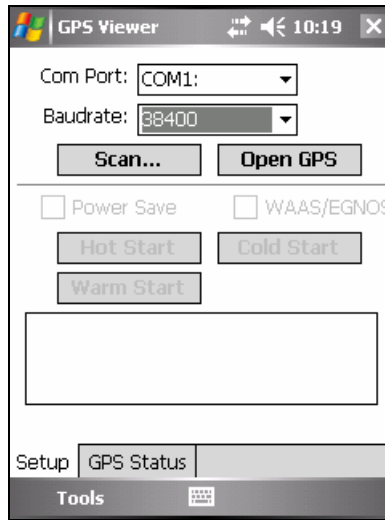 GPS Viewer 10:19
Com Port: COM1:
Baudrate: 38400
Scan... Open GPS
Power Save WAAS/EGNOS
Hot Start Cold Start
Warm Start
Setup GPS Status
Tools